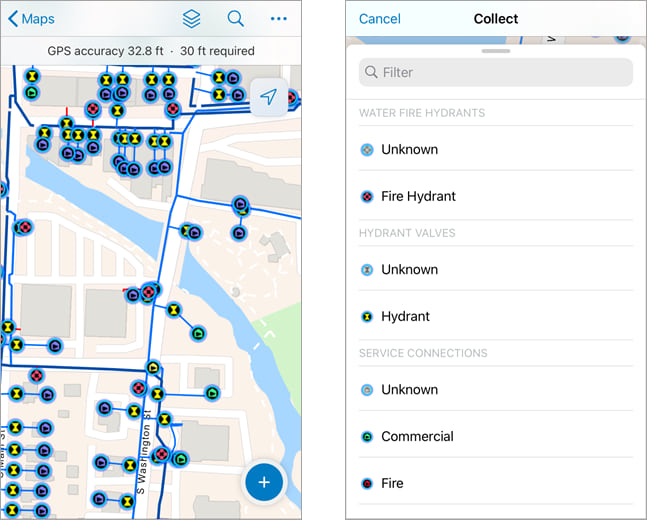 Maps
GPS accuracy 32.8 ft · 30 ft required
S Washington St
Cancel
Collect
Filter
WATER FIRE HYDRANTS
Unknown
Fire Hydrant
HYDRANT VALVES
Unknown
Hydrant
SERVICE CONNECTIONS
Unknown
Commercial
Fire